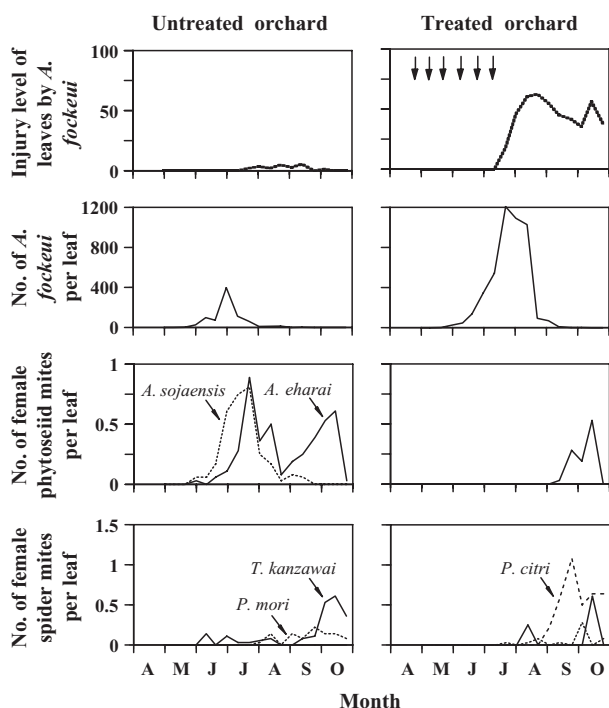 Untreated orchard Treated orchard
Injury level of
leaves by A.
fockeui
100
50
0
No. of A.
fockeui
per leaf
1200
800
400
0
No. of female
phytoseiid mites
per leaf
1
0.5
0
A. sojaensis A. eharai
No. of female
spider mites
per leaf
1.5
1
0.5
0
T. kanzawai
P. mori
P. citri
A M J J A S O A M J J A S O
Month